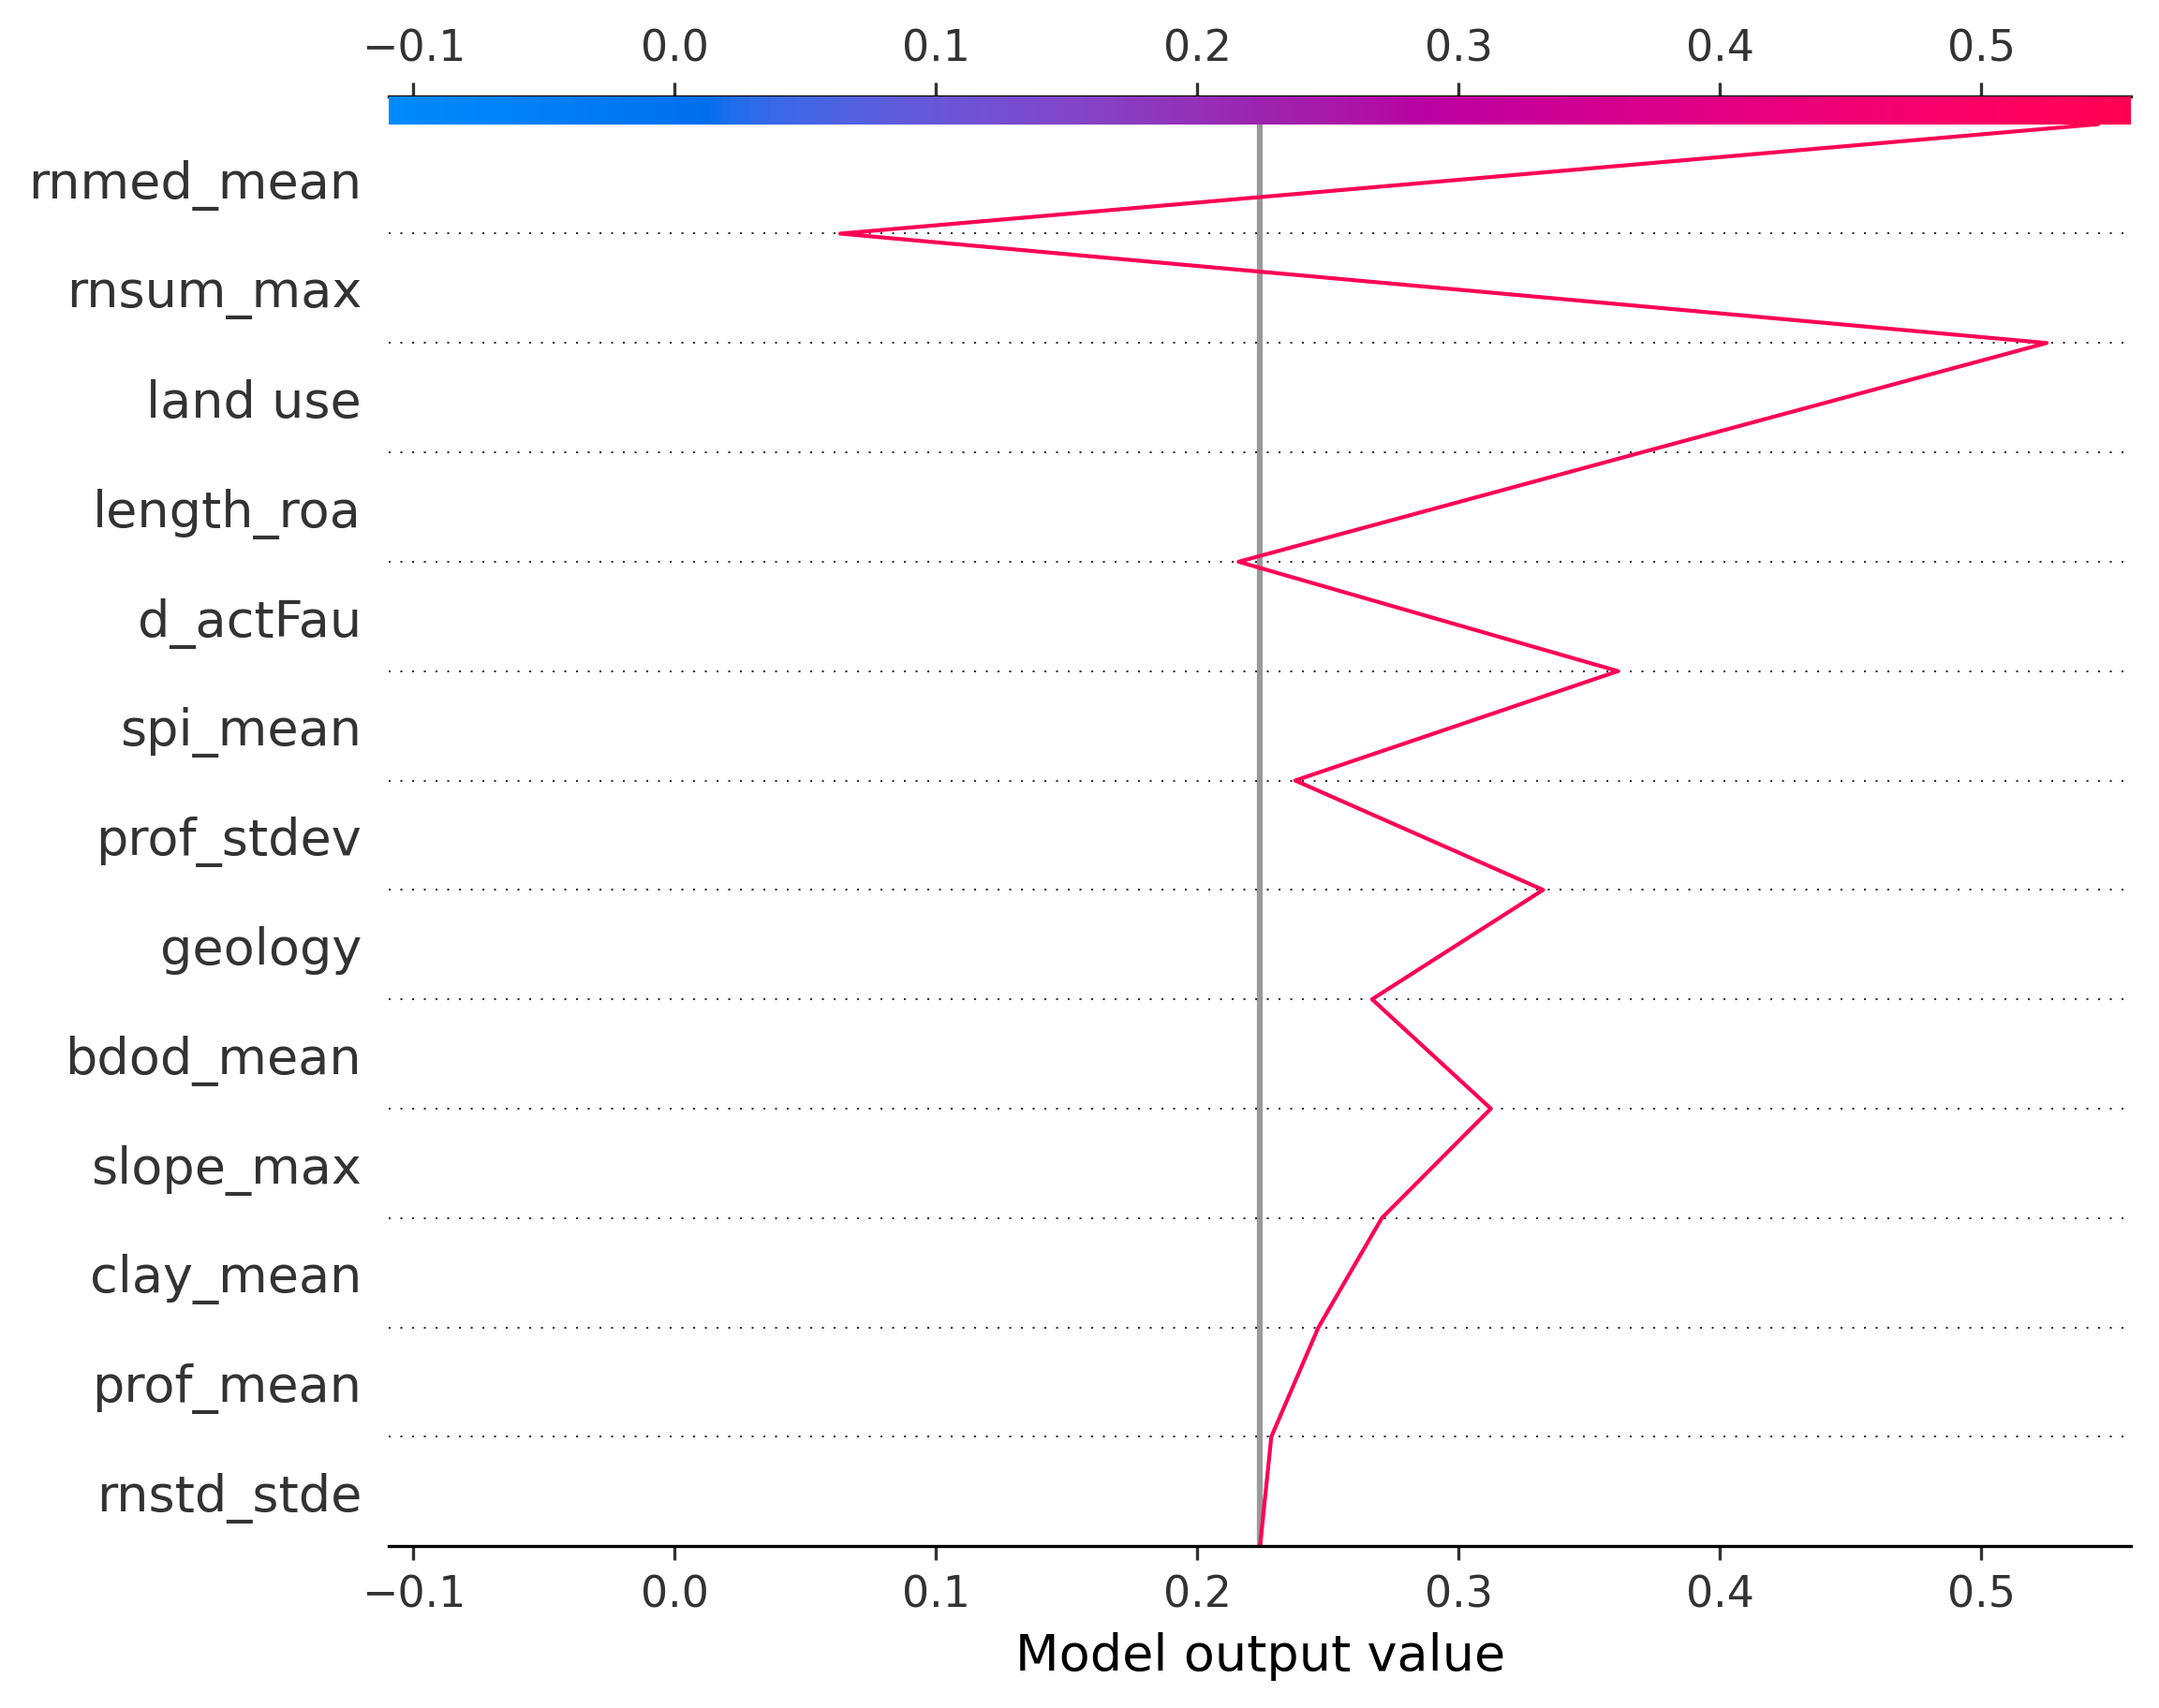 −0.1 0.0 0.1 0.2 0.3 0.4 0.5
rnmed_mean
rnsum_max
land use
length_roa
d_actFau
spi_mean
prof_stdev
geology
bdod_mean
slope_max
clay_mean
prof_mean
rnstd_stde
−0.1 0.0 0.1 0.2 0.3 0.4 0.5
Model output value